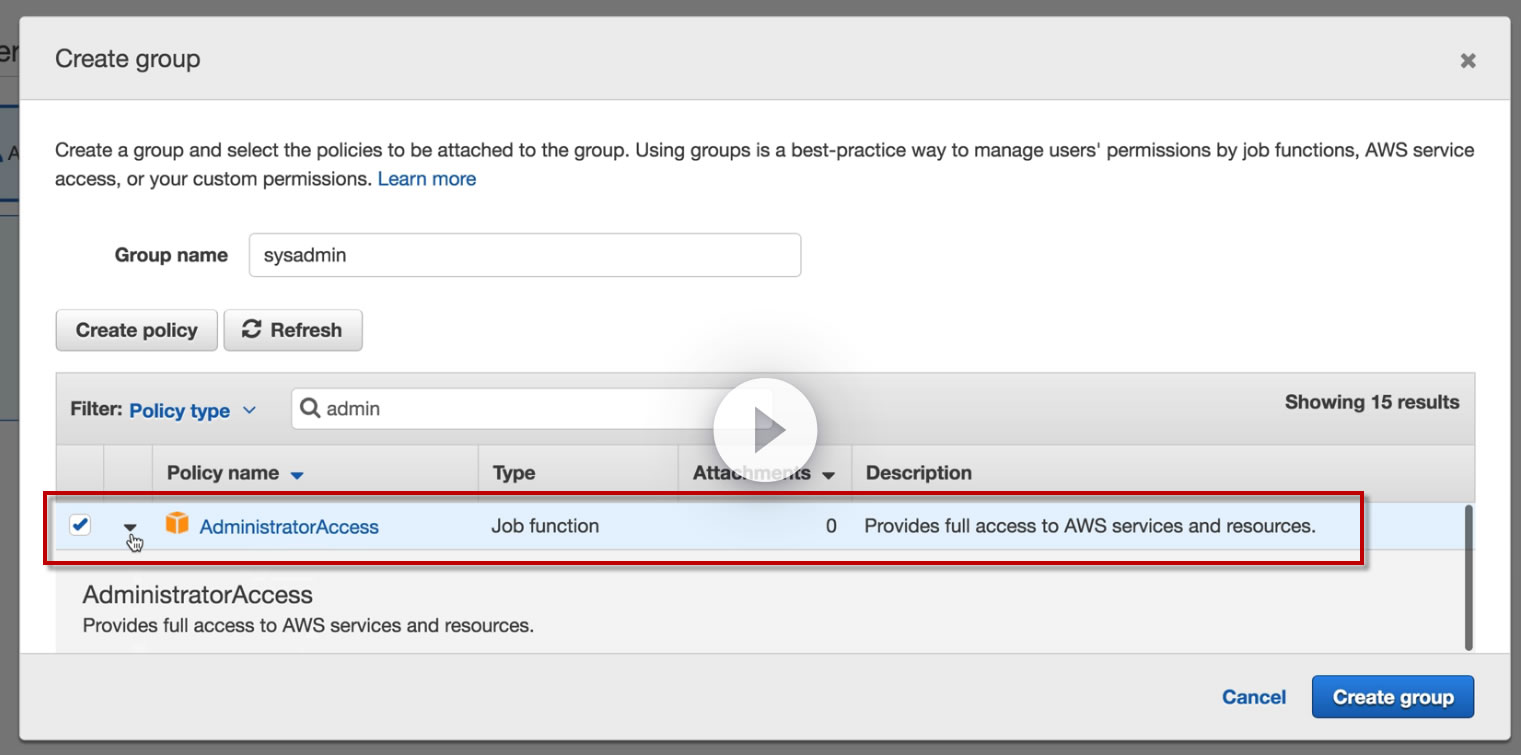 Create group
Create a group and select the policies to be attached to the group. Using groups is a best-practice way to manage users' permissions by job functions, AWS service
access, or your custom permissions. Learn more
Group name sysadmin
Create policy Refresh
Filter: Policy type admin Showing 15 results
Policy name Type Attachments Description
AdministratorAccess Job function 0 Provides full access to AWS services and resources.
AdministratorAccess
Provides full access to AWS services and resources.
Cancel Create group